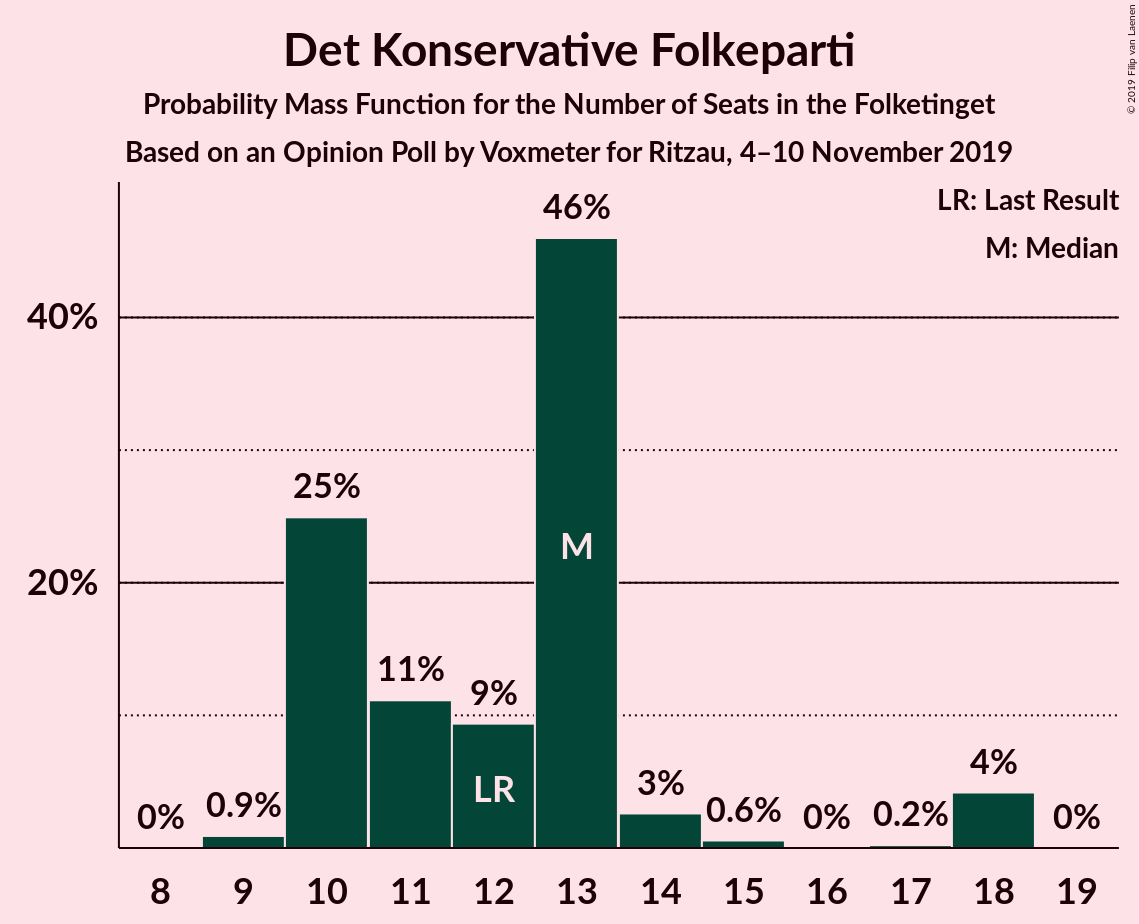 Det Konservative Folkeparti
Probability Mass Function for the Number of Seats in the Folketinget
Based on an Opinion Poll by Voxmeter for Ritzau, 4–10 November 2019
© 2019 Filip van Laenen
LR: Last Result
M: Median
40%
20%
0%
0.9%
25%
11%
9%
46%
3%
0.6%
0%
0.2%
4%
0%
LR
M
8 9 10 11 12 13 14 15 16 17 18 19